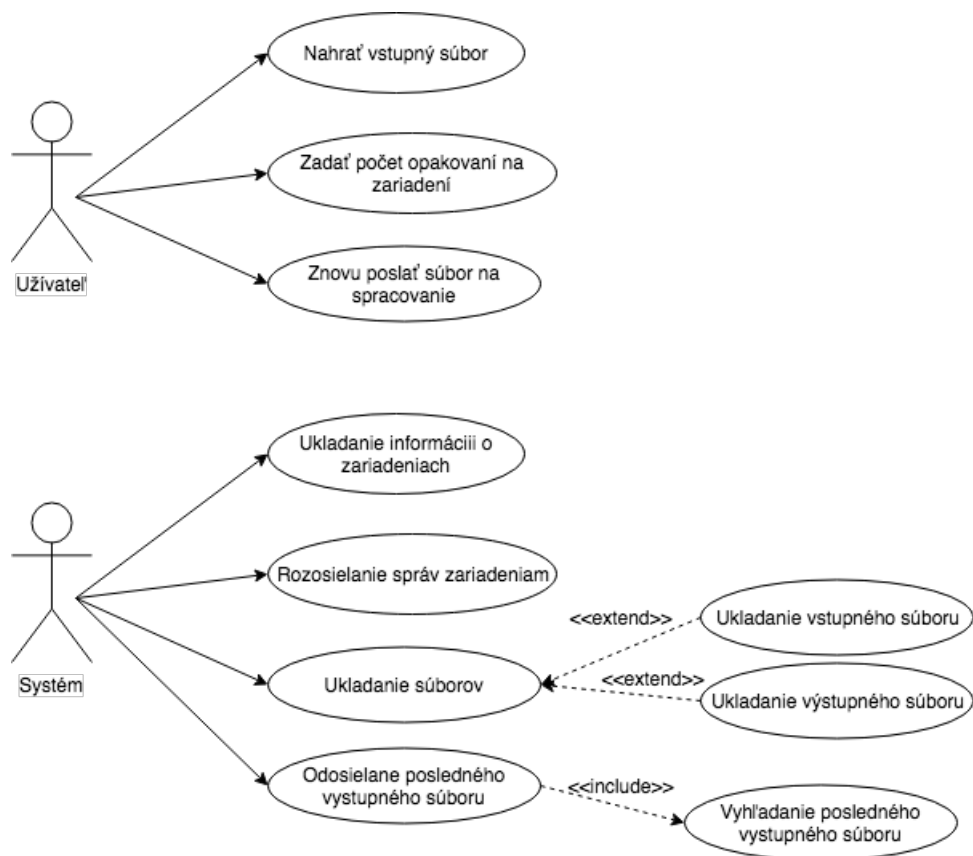 Nahrať vstupný súbor
Zadať počet opakovaní na
zariadení
Znovu poslať súbor na
spracovanie
Užívateľ
Ukladanie informáciii o
zariadeniach
Rozosielanie správ zariadeniam
<<extend>>
Ukladanie vstupného súboru
Systém
Ukladanie súborov
<<extend>>
Ukladanie výstupného súboru
Odosielane posledného
vystupného súboru
<<include>>
Vyhľadanie posledného
vystupného súboru